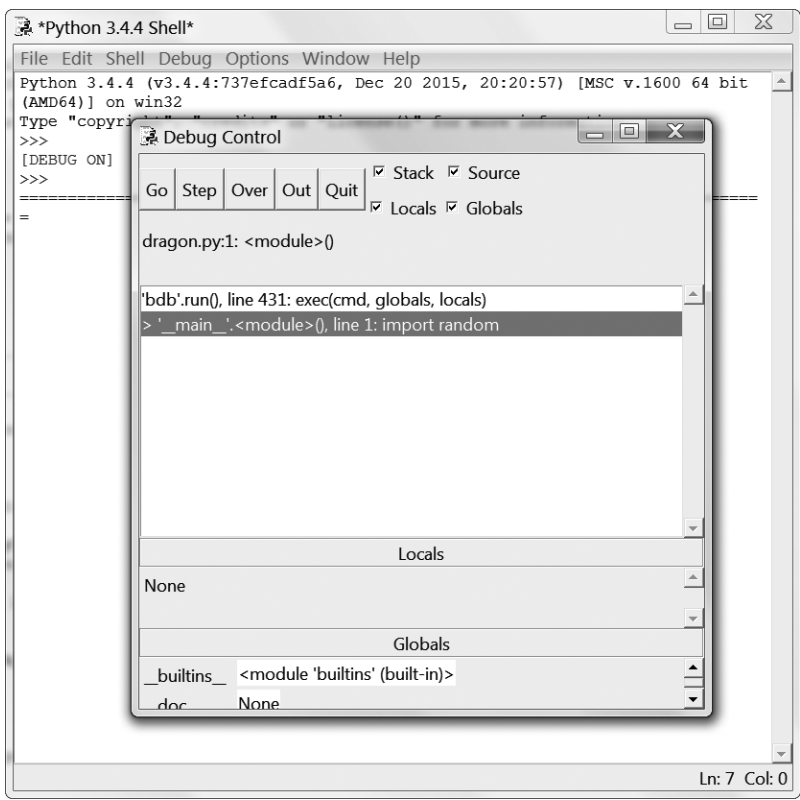 *Python 3.4.4 Shell*
File Edit Shell Debug Options Window Help
Python 3.4.4 (v3.4.4:737efcadf5a6, Dec 20 2015, 20:20:57) [MSC v.1600 64 bit
(AMD64)] on win32
Type "copyri
>>>
[DEBUG ON]
>>>
=
Debug Control
Go Step Over Out Quit
Stack Source
Locals Globals
dragon.py:1: <module>()
'bdb'.run(), line 431: exec(cmd, globals, locals)
> '__main__'.<module>(), line 1: import random
Locals
None
Globals
__builtins__ <module 'builtins' (built-in)>
__doc__ None
Ln: 7 Col: 0